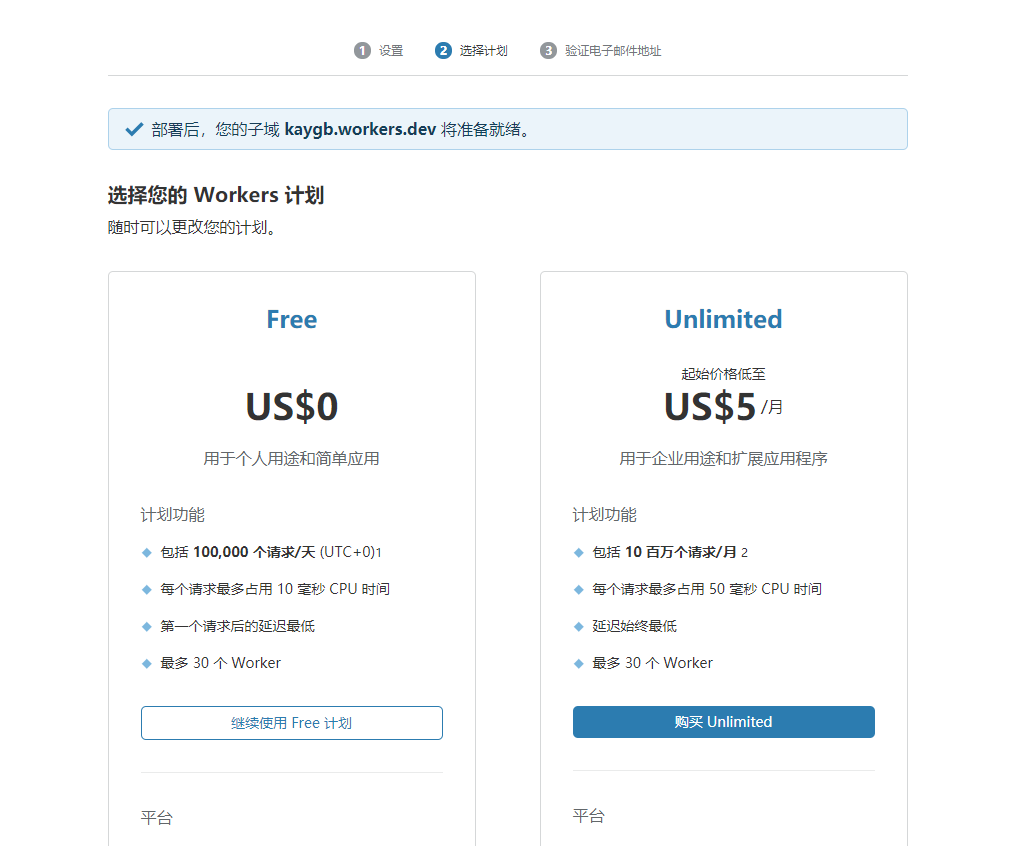 1 设置 2 选择计划 3 验证电子邮件地址
部署后，您的子域 kaygb.workers.dev 将准备就绪。
选择您的 Workers 计划
随时可以更改您的计划。
Free
US$0
用于个人用途和简单应用
计划功能
包括 100,000 个请求/天 (UTC+0)1
每个请求最多占用 10 毫秒 CPU 时间
第一个请求后的延迟最低
最多 30 个 Worker
继续使用 Free 计划
平台
Unlimited
起始价格低至
US$5 /月
用于企业用途和扩展应用程序
计划功能
包括 10 百万个请求/月 2
每个请求最多占用 50 毫秒 CPU 时间
延迟始终最低
最多 30 个 Worker
购买 Unlimited
平台